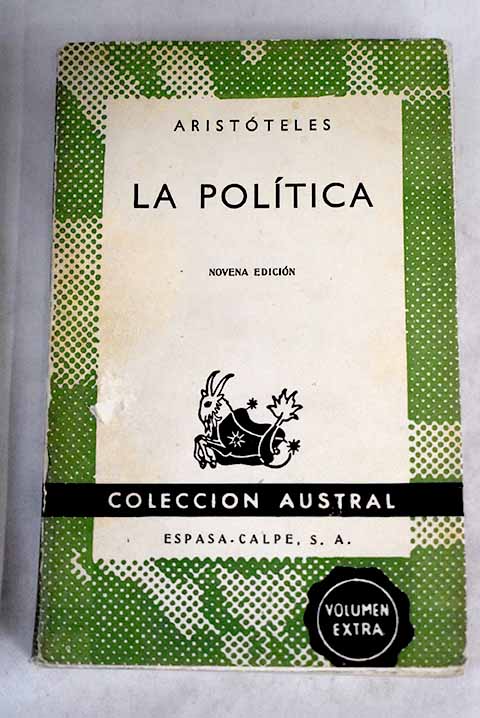 ARISTÓTELES
LA POLÍTICA
NOVENA EDICIÓN
COLECCION AUSTRAL
ESPASA-CALPE, S. A.
VOLUMEN
EXTRA